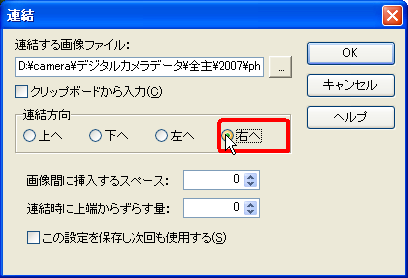 連結
連結する画像ファイル:
D:¥camera¥デジタルカメラデータ¥全主¥2007¥ph
...
OK
キャンセル
ヘルプ
クリップボードから入力(C)
連結方向
上へ
下へ
左へ
右へ
画像間に挿入するスペース: 0
連結時に上端からずらす量: 0
この設定を保存し次回も使用する(S)